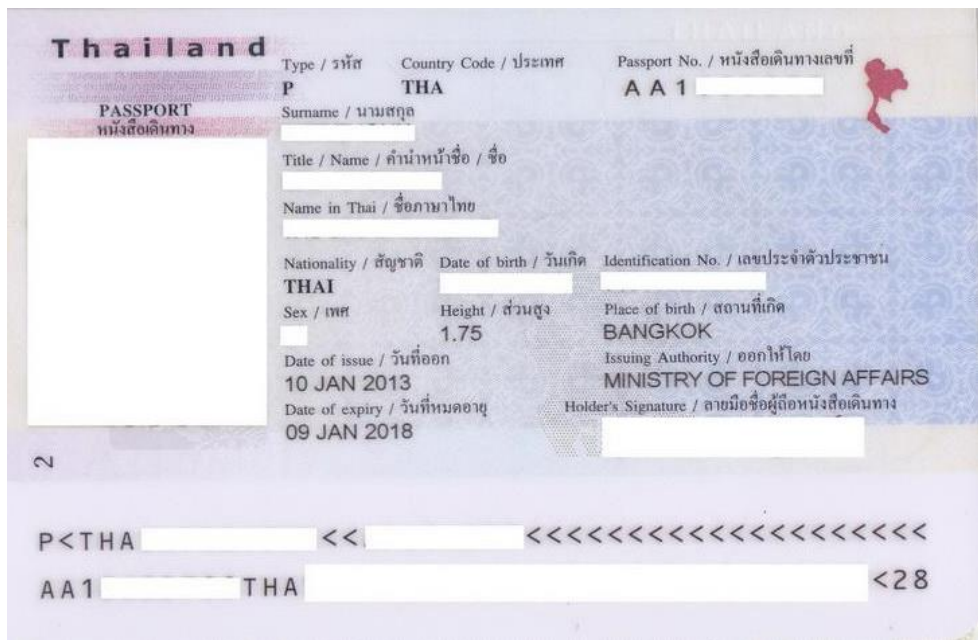 Thailand
PASSPORT
หนังสือเดินทาง
Type / รหัส Country Code / ประเทศ Passport No. / หนังสือเดินทางเลขที่
P THA AA1
Surname / นามสกุล
Title / Name / คำนำหน้าชื่อ / ชื่อ
Name in Thai / ชื่อภาษาไทย
Nationality / สัญชาติ Date of birth / วันเกิด Identification No. / เลขประจำตัวประชาชน
THAI
Sex / เพศ Height / ส่วนสูง Place of birth / สถานที่เกิด
1.75 BANGKOK
Date of issue / วันที่ออก Issuing Authority / ออกให้โดย
10 JAN 2013 MINISTRY OF FOREIGN AFFAIRS
Date of expiry / วันที่หมดอายุ Holder's Signature / ลายมือชื่อผู้ถือหนังสือเดินทาง
09 JAN 2018
2
P<THA << <<<<<<<<<<<<<<<<<<<<
AA1 THA <28